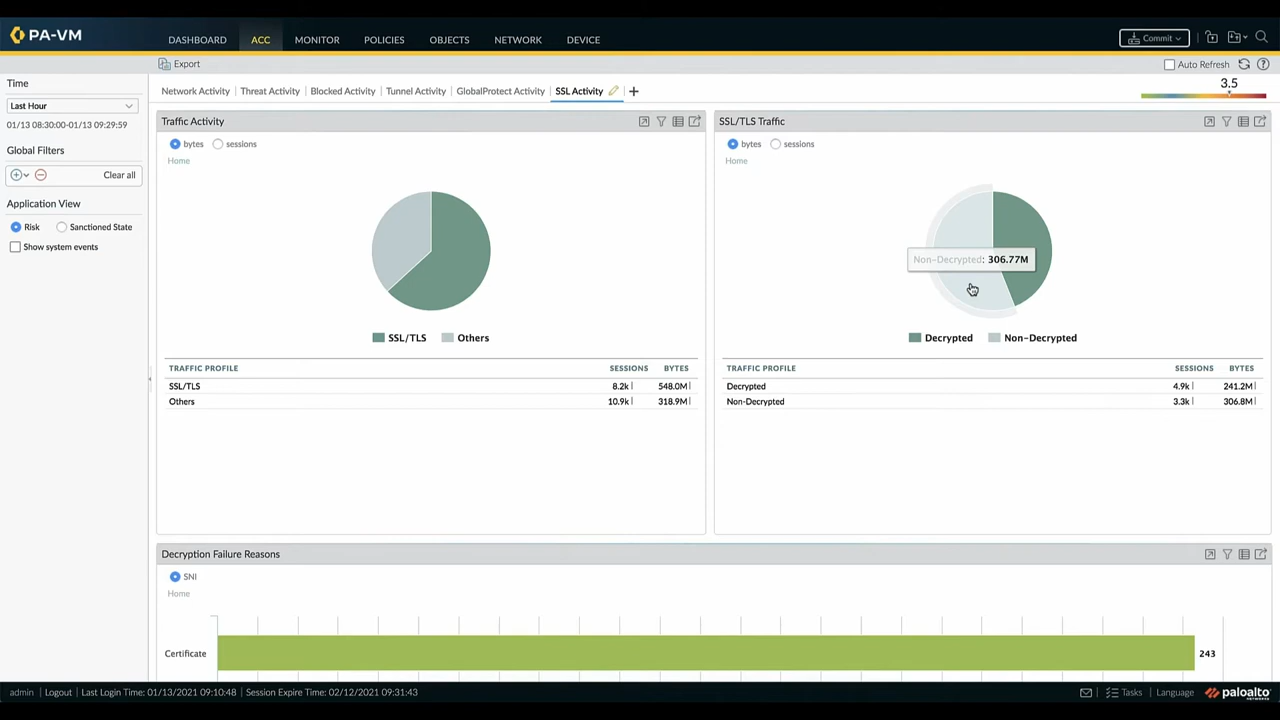 PA-VM
DASHBOARD ACC MONITOR POLICIES OBJECTS NETWORK DEVICE
Commit
Export
Auto Refresh
Time
Last Hour
01/13 08:30:00-01/13 09:29:59
Global Filters
Clear all
Application View
Risk Sanctioned State
Show system events
Network Activity Threat Activity Blocked Activity Tunnel Activity GlobalProtect Activity SSL Activity
3.5
Traffic Activity
bytes sessions
Home
SSL/TLS Others
TRAFFIC PROFILE SESSIONS BYTES
SSL/TLS 8.2k 548.0M
Others 10.9k 318.9M
SSL/TLS Traffic
bytes sessions
Home
Non-Decrypted: 306.77M
Decrypted Non-Decrypted
TRAFFIC PROFILE SESSIONS BYTES
Decrypted 4.9k 241.2M
Non-Decrypted 3.3k 306.8M
Decryption Failure Reasons
SNI
Home
Certificate 243
admin Logout Last Login Time: 01/13/2021 09:10:48 Session Expire Time: 02/12/2021 09:31:43
Tasks Language paloalto
NETWORKS